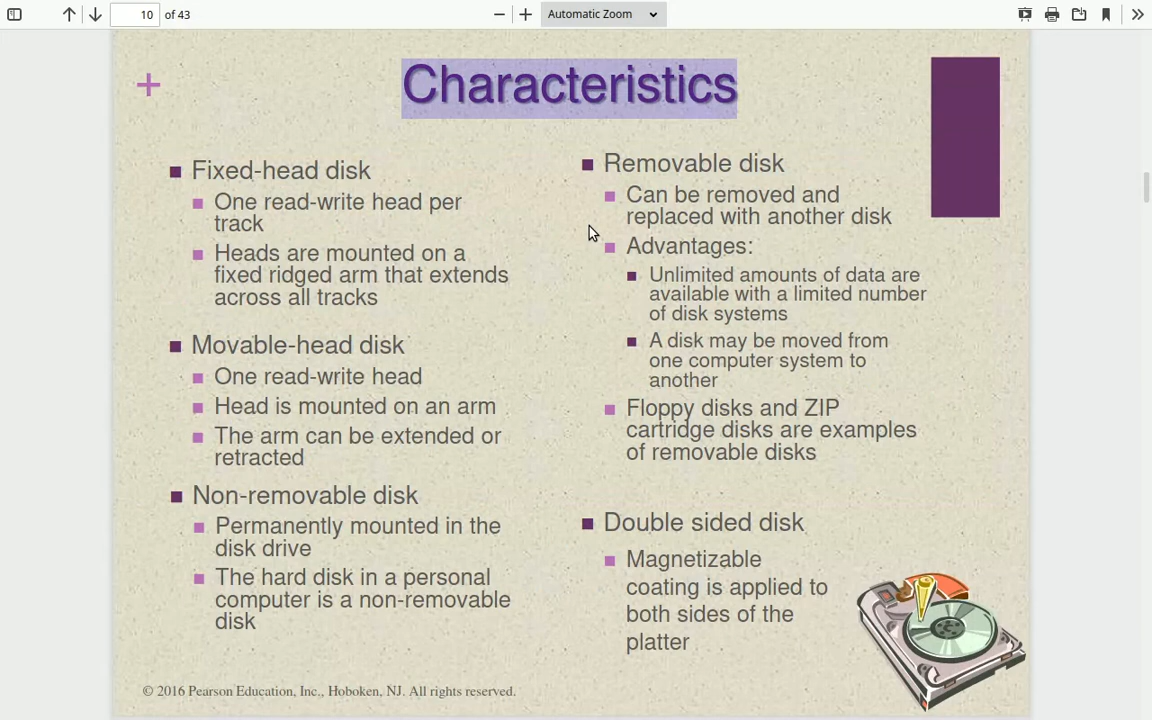 10 of 43
Automatic Zoom
+
Characteristics
Fixed-head disk
One read-write head per
track
Heads are mounted on a
fixed ridged arm that extends
across all tracks
Movable-head disk
One read-write head
Head is mounted on an arm
The arm can be extended or
retracted
Non-removable disk
Permanently mounted in the
disk drive
The hard disk in a personal
computer is a non-removable
disk
Removable disk
Can be removed and
replaced with another disk
Advantages:
Unlimited amounts of data are
available with a limited number
of disk systems
A disk may be moved from
one computer system to
another
Floppy disks and ZIP
cartridge disks are examples
of removable disks
Double sided disk
Magnetizable
coating is applied to
both sides of the
platter
© 2016 Pearson Education, Inc., Hoboken, NJ. All rights reserved.